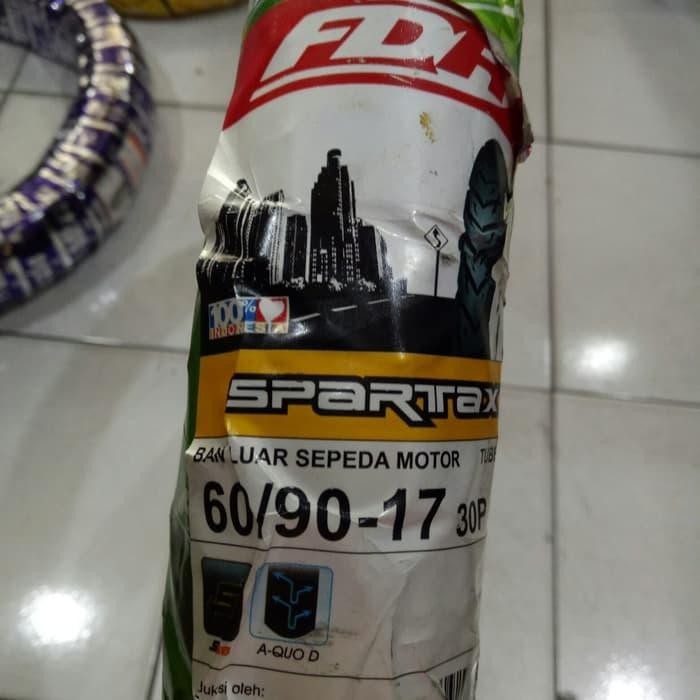 FDR
100%
INDONESIA
SPARTax
BAN LUAR SEPEDA MOTOR
60/90-17 30P
A-QUO D